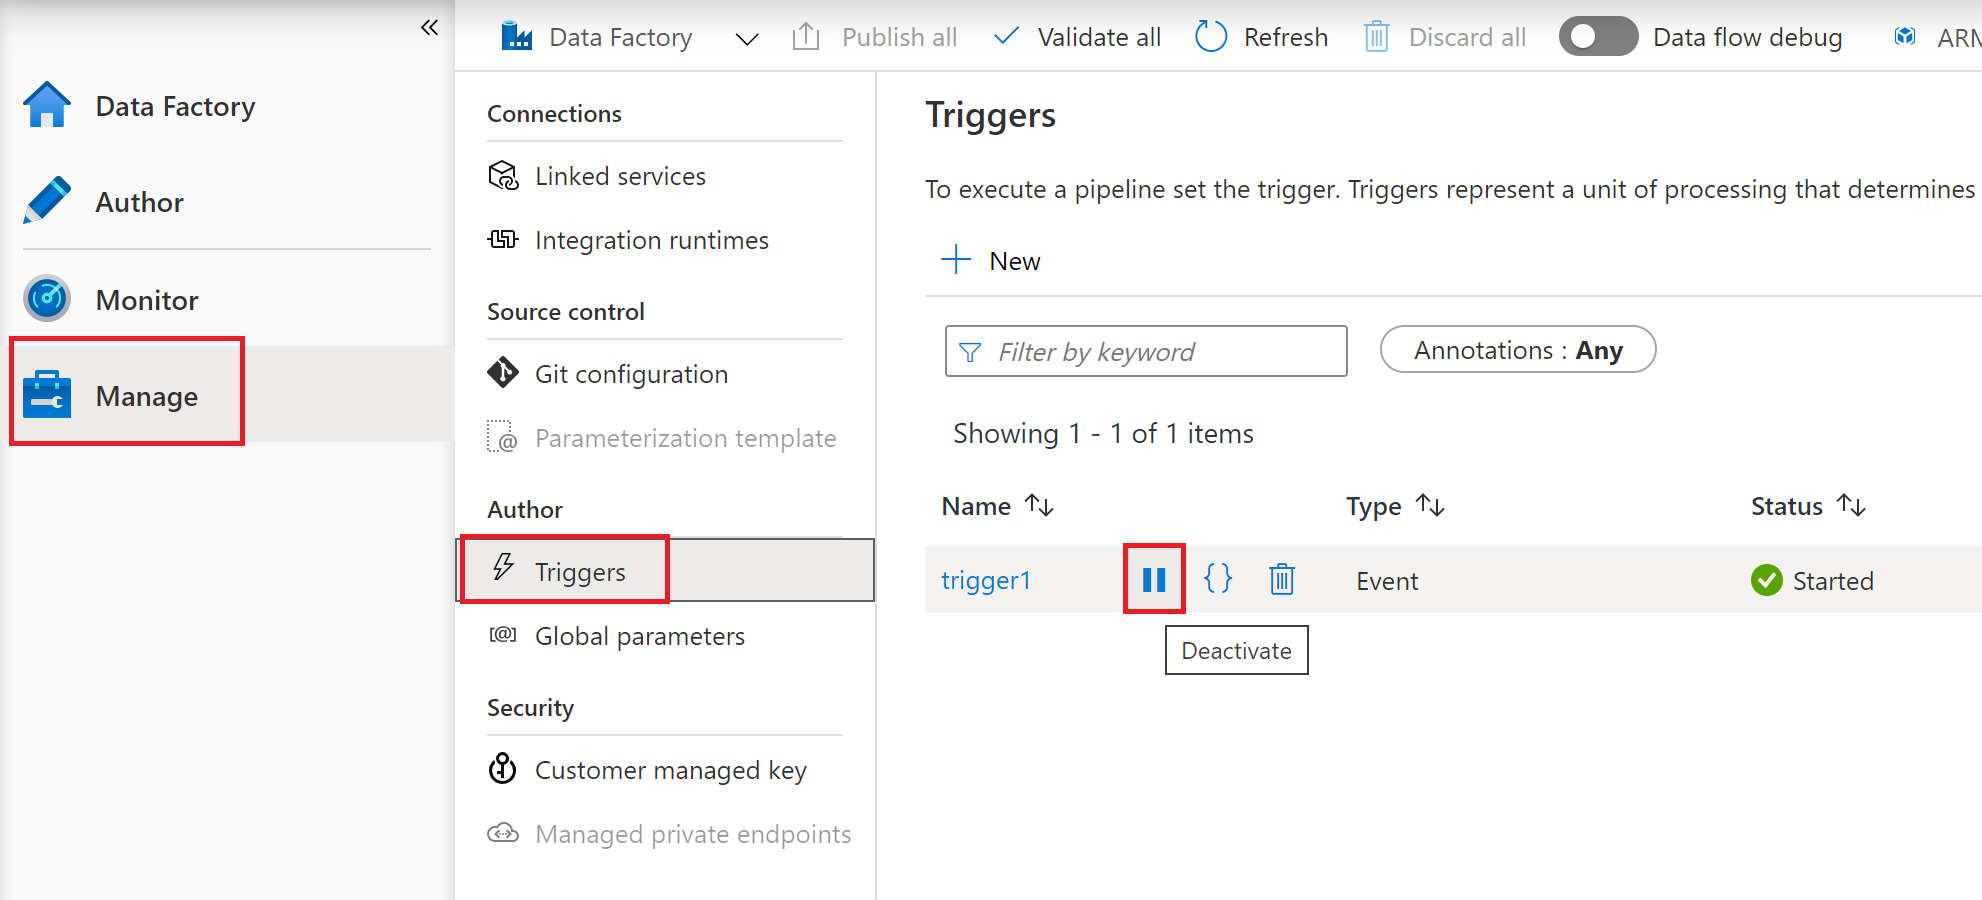 Data Factory
Publish all
Validate all
Refresh
Discard all
Data flow debug
ARM
Data Factory
Author
Monitor
Manage
Connections
Linked services
Integration runtimes
Source control
Git configuration
Parameterization template
Author
Triggers
Global parameters
Security
Customer managed key
Managed private endpoints
Triggers
To execute a pipeline set the trigger. Triggers represent a unit of processing that determines
New
Filter by keyword
Annotations : Any
Showing 1 - 1 of 1 items
Name Type Status
trigger1 {} Event Started
Deactivate